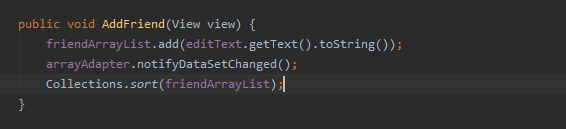 public void AddFriend(View view) {
    friendArrayList.add(editText.getText().toString());
    arrayAdapter.notifyDataSetChanged();
    Collections.sort(friendArrayList);
}